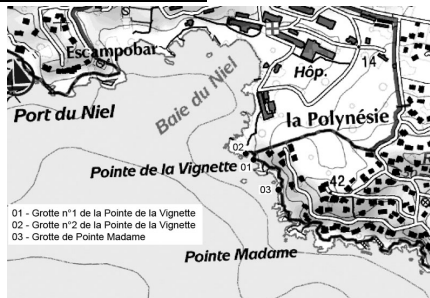 Escampobar
Hôp.
14
Baie du Niel
Port du Niel
la Polynésie
02
Pointe de la Vignette
01
03
42
01 - Grotte n°1 de la Pointe de la Vignette
02 - Grotte n°2 de la Pointe de la Vignette
03 - Grotte de Pointe Madame
Pointe Madame